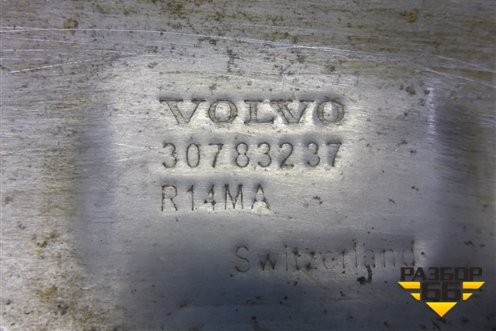 VOLVO
30783237
R14MA
Switzerland
РАЗБОР
66